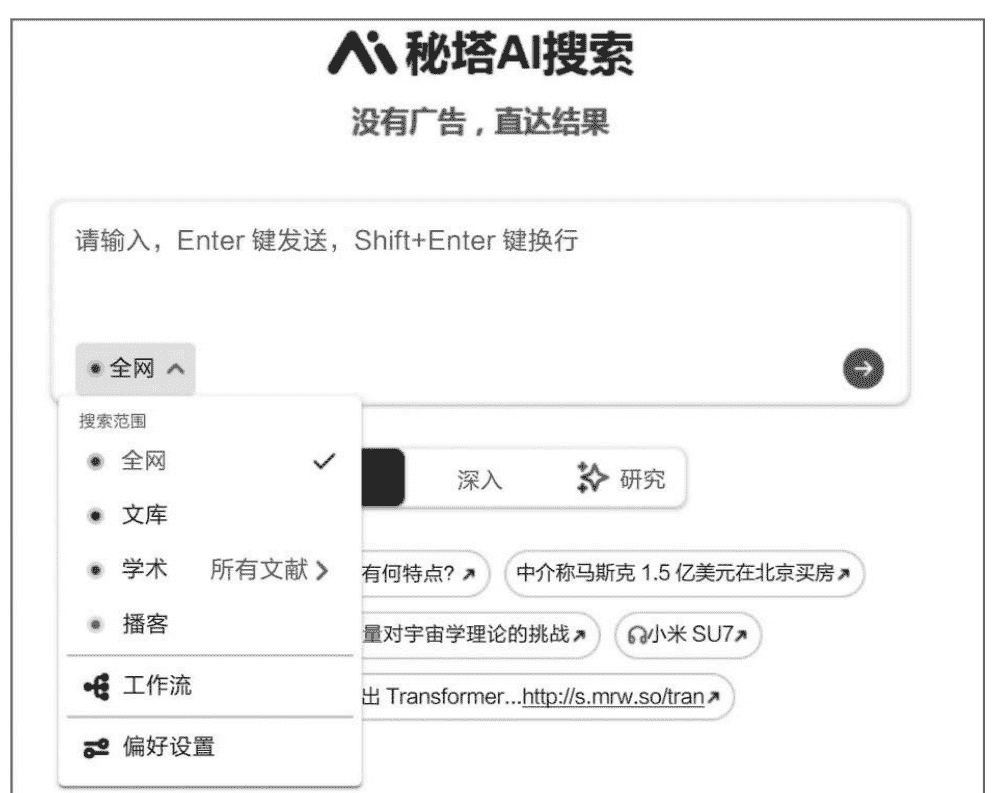 秘塔AI搜索
没有广告，直达结果
请输入，Enter 键发送，Shift+Enter 键换行
全网
搜索范围
全网
文库
学术 所有文献
播客
工作流
偏好设置
深入 研究
有何特点? 中介称马斯克 1.5 亿美元在北京买房
量对宇宙学理论的挑战 小米 SU7
出 Transformer...http://s.mrw.so/tran